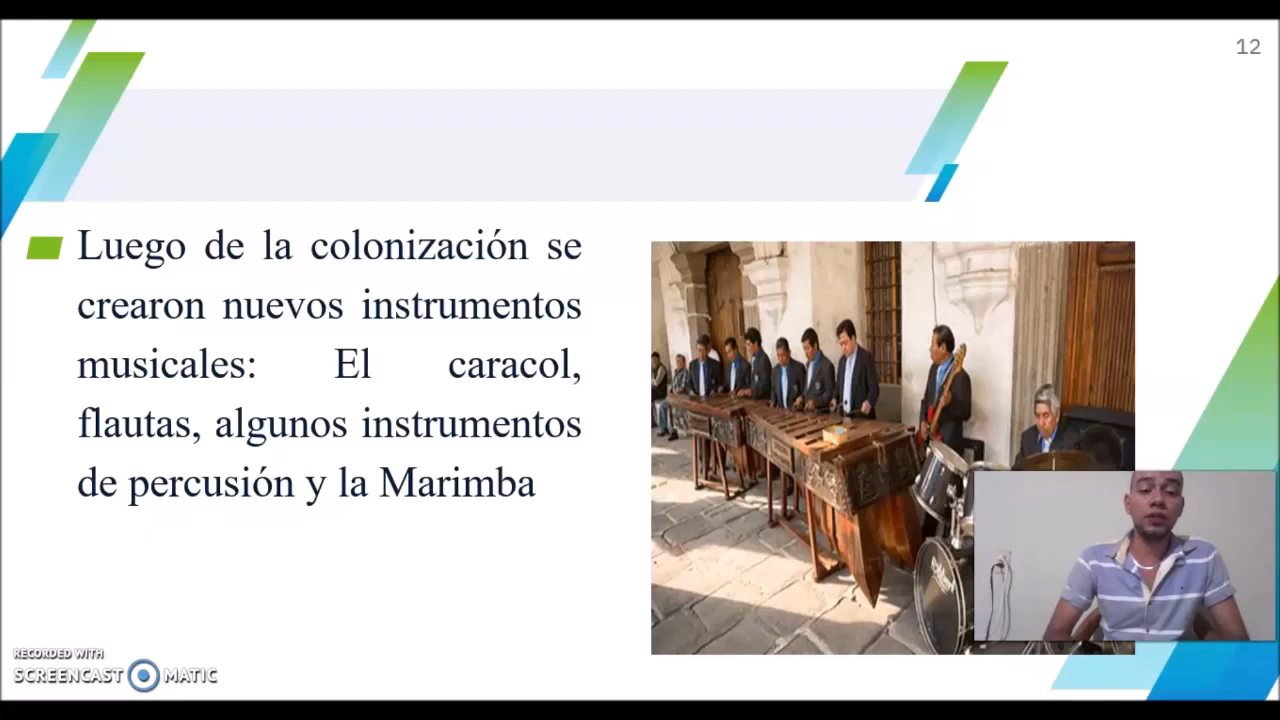 12
Luego de la colonización se
crearon nuevos instrumentos
musicales: El caracol,
flautas, algunos instrumentos
de percusión y la Marimba
RECORDED WITH
SCREENCAST MATIC